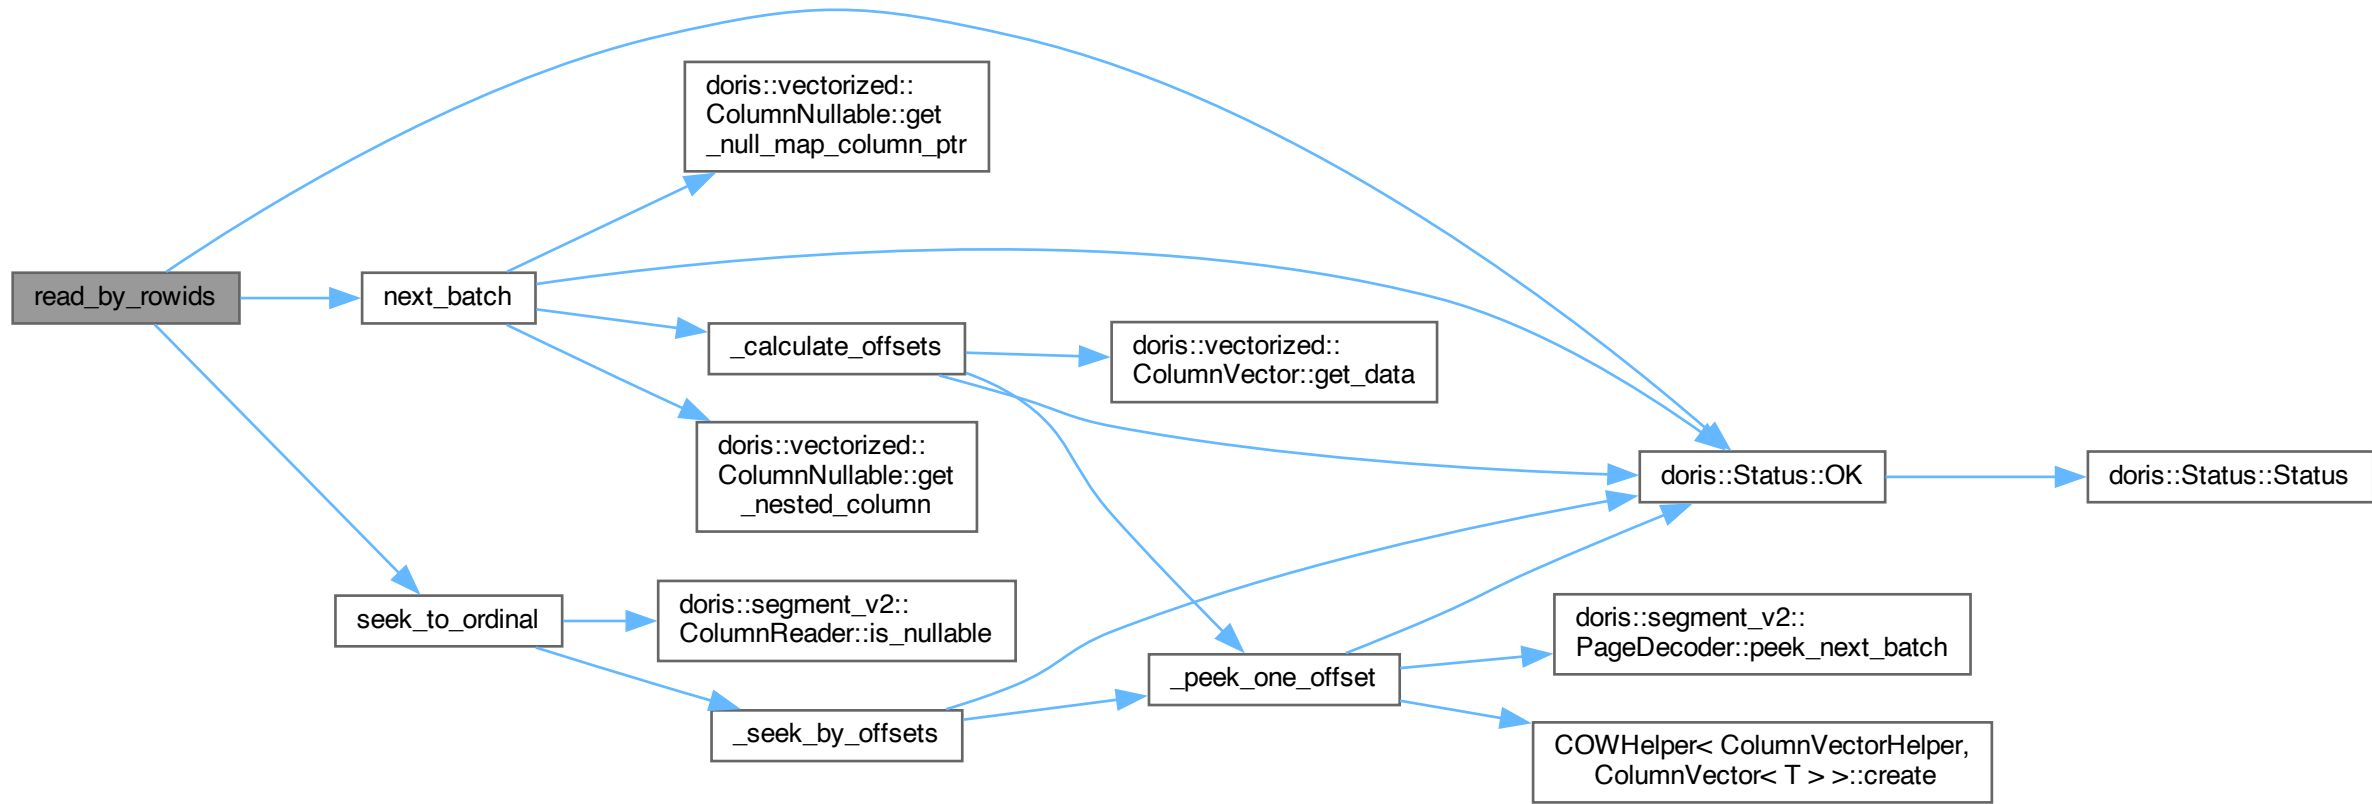 read_by_rowids
next_batch
doris::vectorized::
ColumnNullable::get
_null_map_column_ptr
_calculate_offsets
doris::vectorized::
ColumnVector::get_data
doris::vectorized::
ColumnNullable::get
_nested_column
doris::Status::OK
doris::Status::Status
seek_to_ordinal
doris::segment_v2::
ColumnReader::is_nullable
_seek_by_offsets
_peek_one_offset
doris::segment_v2::
PageDecoder::peek_next_batch
COWHelper< ColumnVectorHelper,
ColumnVector< T > >::create